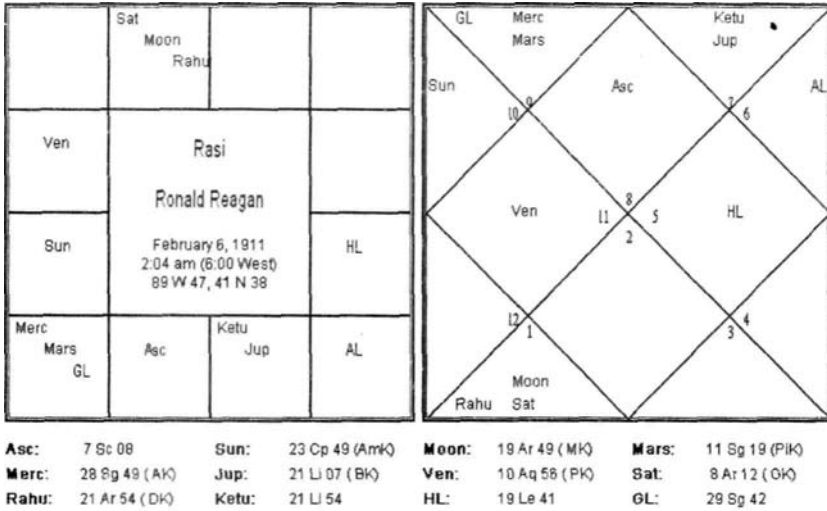 Sat
Moon
Rahu
Ven
Rasi
Ronald Reagan
February 6, 1911
2:04 am (6:00 West)
89 W 47, 41 N 38
Sun
HL
Merc
Mars
GL
Asc
Ketu
Jup
AL
GL
Merc
Mars
Ketu
Jup
Sun
Asc
AL
9
10
7
6
Ven
8
11
5
2
HL
12
1
4
3
Moon
Rahu
Sat
Asc: 7 Sc 08 Sun: 23 Cp 49 (AmK) Moon: 19 Ar 49 (MK) Mars: 11 Sg 19 (PiK)
Merc: 28 Sg 49 (AK) Jup: 21 Li 07 (BK) Ven: 10 Aq 56 (PK) Sat: 8 Ar 12 (GK)
Rahu: 21 Ar 54 (DK) Ketu: 21 Li 54 HL: 19 Le 41 GL: 29 Sg 42